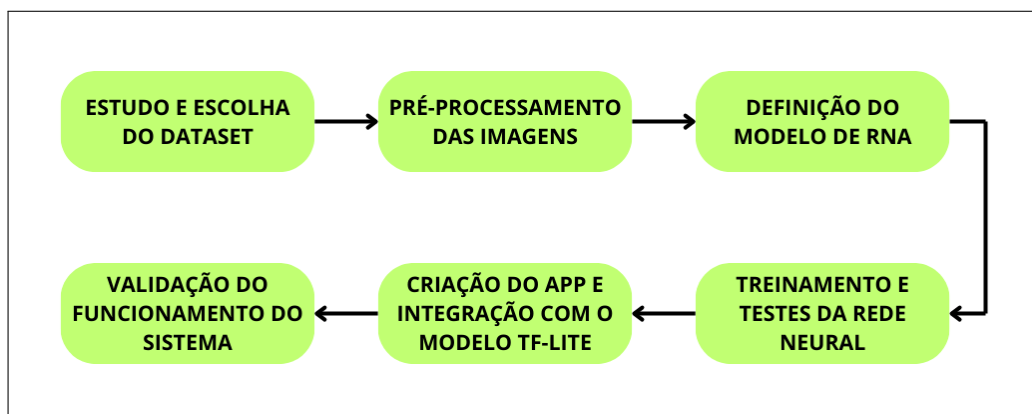 ESTUDO E ESCOLHA
DO DATASET
PRÉ-PROCESSAMENTO
DAS IMAGENS
DEFINIÇÃO DO
MODELO DE RNA
TREINAMENTO E
TESTES DA REDE
NEURAL
CRIAÇÃO DO APP E
INTEGRAÇÃO COM O
MODELO TF-LITE
VALIDAÇÃO DO
FUNCIONAMENTO DO
SISTEMA